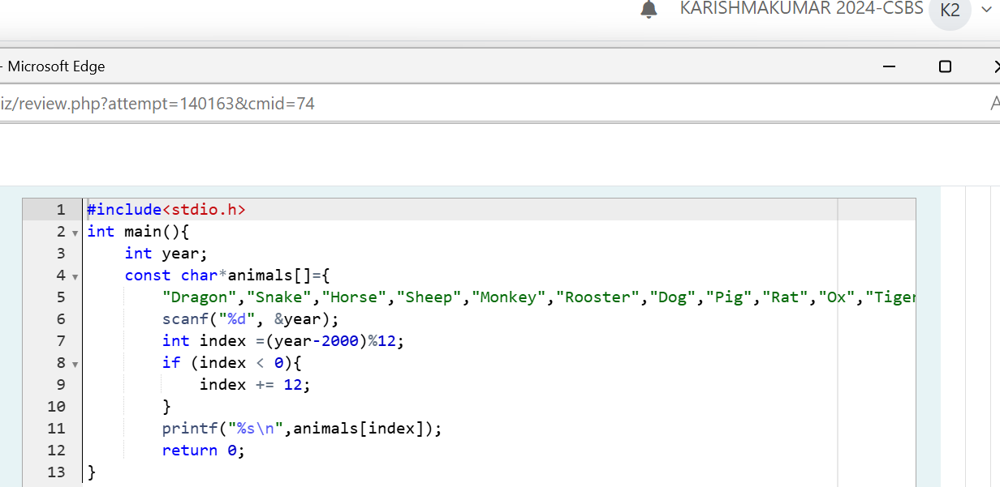 KARISHMAKUMAR 2024-CSBS K2
- Microsoft Edge
iz/review.php?attempt=140163&cmid=74
1 #include<stdio.h>
2 int main(){
3 int year;
4 const char*animals[]={
5 "Dragon","Snake","Horse","Sheep","Monkey","Rooster","Dog","Pig","Rat","Ox","Tiger
6 scanf("%d", &year);
7 int index =(year-2000)%12;
8 if (index < 0){
9 index += 12;
10 }
11 printf("%s\n",animals[index]);
12 return 0;
13 }